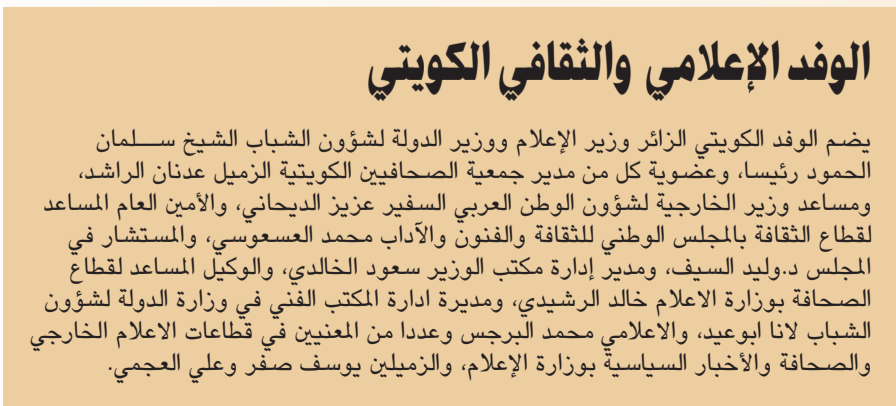 الوفد الإعلامي والثقافي الكويتي
يضم الوفد الكويتي الزائر وزير الإعلام ووزير الدولة لشؤون الشباب الشيخ ســـلمان
الحمود رئيسا، وعضوية كل من مدير جمعية الصحافيين الكويتية الزميل عدنان الراشد،
ومساعد وزير الخارجية لشؤون الوطن العربي السفير عزيز الديحاني، والأمين العام المساعد
لقطاع الثقافة بالمجلس الوطني للثقافة والفنون والآداب محمد العسعوسي، والمستشار في
المجلس د.وليد السيف، ومدير إدارة مكتب الوزير سعود الخالدي، والوكيل المساعد لقطاع
الصحافة بوزارة الاعلام خالد الرشيدي، ومديرة ادارة المكتب الفني في وزارة الدولة لشؤون
الشباب لانا ابوعيد، والاعلامي محمد البرجس وعددا من المعنيين في قطاعات الاعلام الخارجي
والصحافة والأخبار السياسية بوزارة الإعلام، والزميلين يوسف صفر وعلي العجمي.